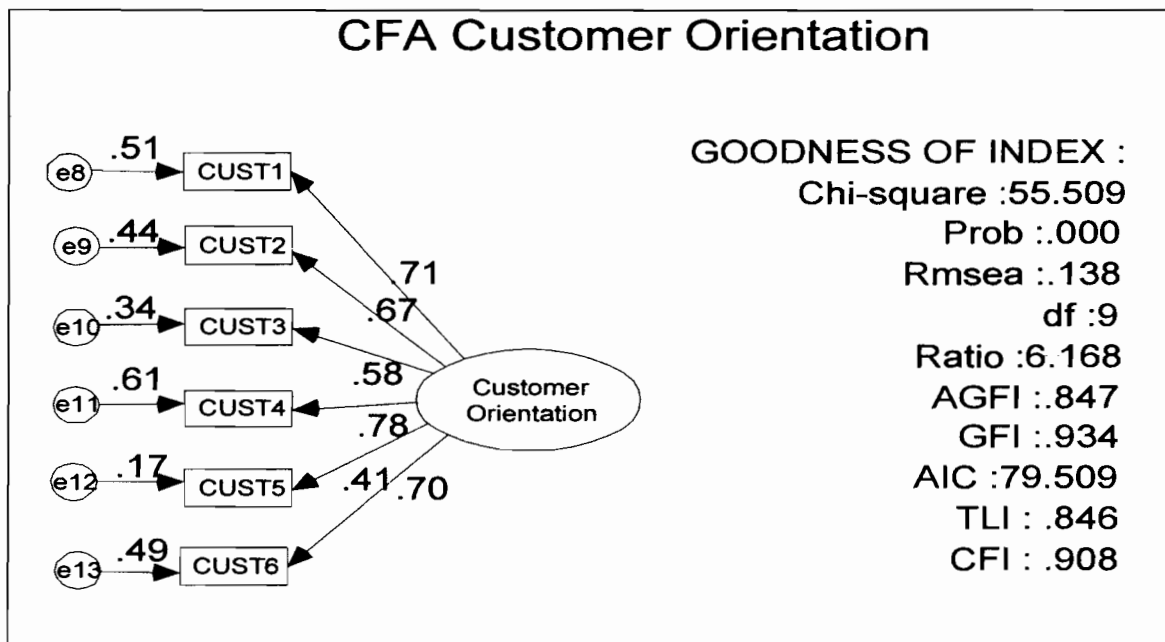 CFA Customer Orientation
.51
e8
CUST1
.44
e9
CUST2
.34
e10
CUST3
.61
e11
CUST4
.17
e12
CUST5
.49
e13
CUST6
.71
.67
.58
.78
.41
.70
Customer
Orientation
GOODNESS OF INDEX :
Chi-square :55.509
Prob :.000
Rmsea :.138
df :9
Ratio :6.168
AGFI :.847
GFI :.934
AIC :79.509
TLI : .846
CFI : .908